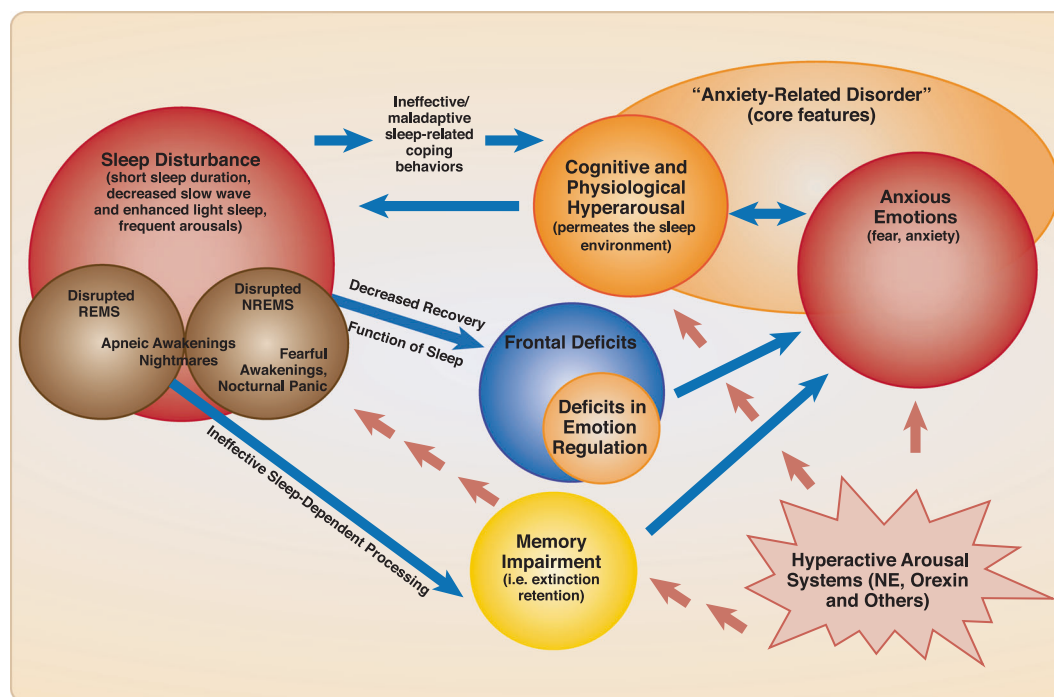 “Anxiety-Related Disorder”
(core features)
Ineffective/
maladaptive
sleep-related
coping
behaviors
Sleep Disturbance
(short sleep duration,
decreased slow wave
and enhanced light sleep,
frequent arousals)
Cognitive and
Physiological
Hyperarousal
(permeates the sleep
environment)
Anxious
Emotions
(fear, anxiety)
Disrupted
REMS
Disrupted
NREMS
Apneic Awakenings
Nightmares
Fearful
Awakenings,
Nocturnal Panic
Decreased Recovery
Function of Sleep
Frontal Deficits
Deficits in
Emotion
Regulation
Ineffective Sleep-Dependent Processing
Memory
Impairment
(i.e. extinction
retention)
Hyperactive Arousal
Systems (NE, Orexin
and Others)